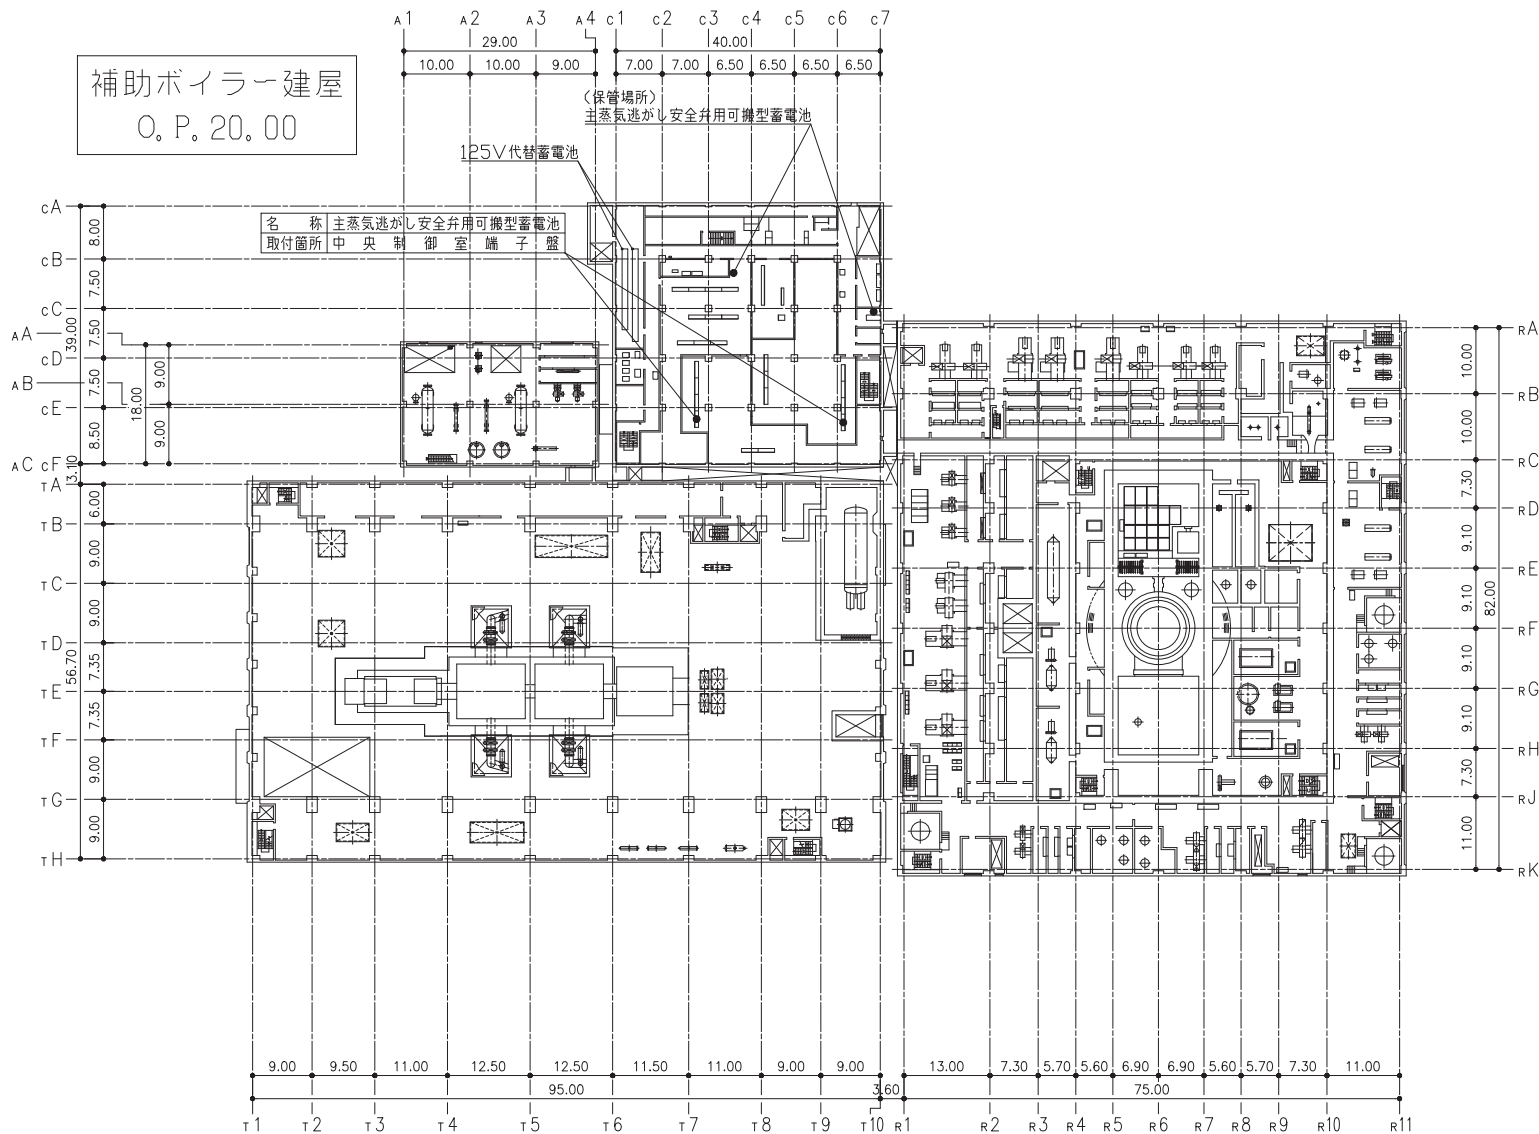 A1 A2 A3 A4 C1 C2 C3 C4 C5 C6 C7
29.00 40.00
10.00 10.00 9.00 7.00 7.00 6.50 6.50 6.50 6.50
補助ボイラー建屋
O.P.20.00
(保管場所)
主蒸気逃がし安全弁用可搬型蓄電池
125V代替蓄電池
名 称 主蒸気逃がし安全弁用可搬型蓄電池
取付箇所 中央制御室端子盤
CA
8.00
CB
7.50
CC
AA
39.00
7.50
CD
AB
7.50
CE
8.50
AC CF
3.10
18.00
9.00
9.00
TA
6.00
TB
9.00
TC
9.00
TD
56.70
7.35
TE
7.35
TF
9.00
TG
9.00
TH
RA
10.00
RB
10.00
RC
7.30
RD
9.10
RE
9.10
82.00
RF
9.10
RG
9.10
RH
7.30
RJ
11.00
RK
9.00 9.50 11.00 12.50 12.50 11.50 11.00 9.00 9.00 13.00 7.30 5.70 5.60 6.90 6.90 5.60 5.70 7.30 11.00
95.00 3.60 75.00
T1 T2 T3 T4 T5 T6 T7 T8 T9 T10 R1 R2 R3 R4 R5 R6 R7 R8 R9 R10 R11